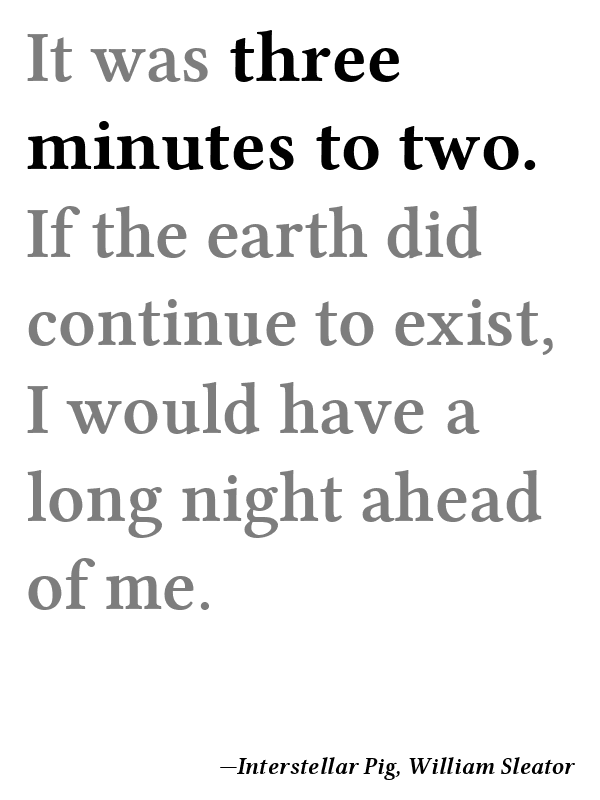 It was three
minutes to two.
If the earth did
continue to exist,
I would have a
long night ahead
of me.
—Interstellar Pig, William Sleator